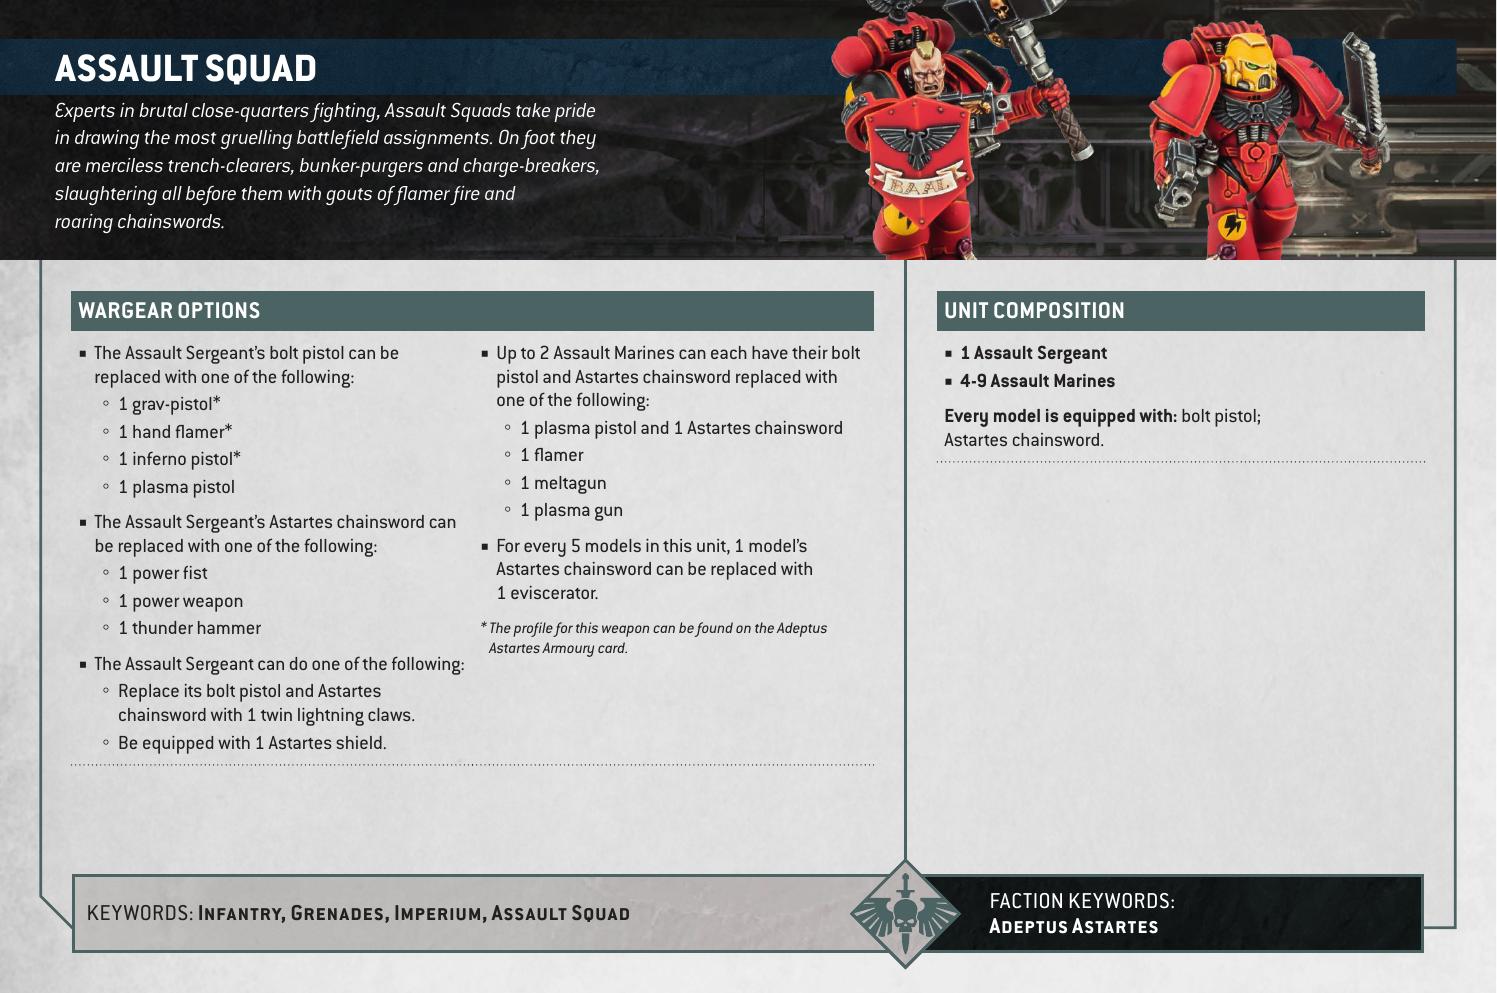 ASSAULT SQUAD
Experts in brutal close-quarters fighting, Assault Squads take pride
in drawing the most gruelling battlefield assignments. On foot they
are merciless trench-clearers, bunker-purgers and charge-breakers,
slaughtering all before them with gouts of flamer fire and
roaring chainswords.
BAAL
WARGEAR OPTIONS
▪ The Assault Sergeant's bolt pistol can be
replaced with one of the following:
◦ 1 grav-pistol*
◦ 1 hand flamer*
◦ 1 inferno pistol*
◦ 1 plasma pistol
▪ The Assault Sergeant's Astartes chainsword can
be replaced with one of the following:
◦ 1 power fist
◦ 1 power weapon
◦ 1 thunder hammer
▪ The Assault Sergeant can do one of the following:
◦ Replace its bolt pistol and Astartes
chainsword with 1 twin lightning claws.
◦ Be equipped with 1 Astartes shield.
▪ Up to 2 Assault Marines can each have their bolt
pistol and Astartes chainsword replaced with
one of the following:
◦ 1 plasma pistol and 1 Astartes chainsword
◦ 1 flamer
◦ 1 meltagun
◦ 1 plasma gun
▪ For every 5 models in this unit, 1 model's
Astartes chainsword can be replaced with
1 eviscerator.
* The profile for this weapon can be found on the Adeptus
Astartes Armoury card.
UNIT COMPOSITION
▪ 1 Assault Sergeant
▪ 4-9 Assault Marines
Every model is equipped with: bolt pistol;
Astartes chainsword.
KEYWORDS: Infantry, Grenades, Imperium, Assault Squad
FACTION KEYWORDS:
Adeptus Astartes